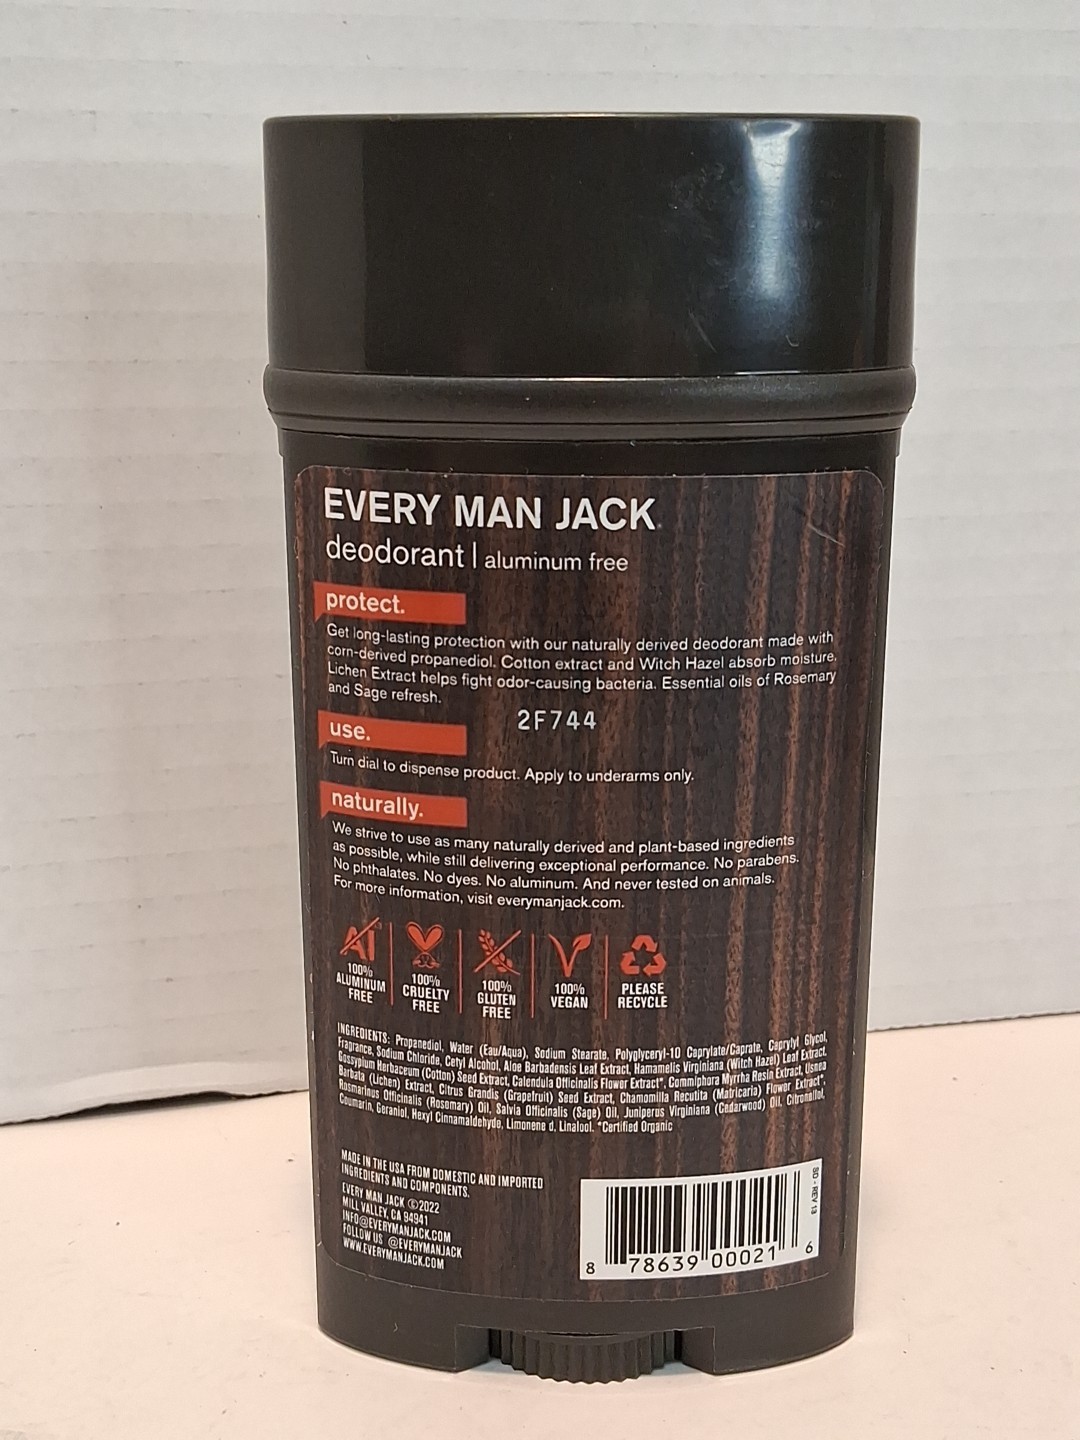 EVERY MAN JACK
deodorant | aluminum free
protect.
Get long-lasting protection with our naturally derived deodorant made with
corn-derived propanediol. Cotton extract and Witch Hazel absorb moisture.
Lichen Extract helps fight odor-causing bacteria. Essential oils of Rosemary
and Sage refresh.
2F744
use.
Turn dial to dispense product. Apply to underarms only.
naturally.
We strive to use as many naturally derived and plant-based ingredients
as possible, while still delivering exceptional performance. No parabens.
No phthalates. No dyes. No aluminum. And never tested on animals.
For more information, visit everymanjack.com.
Al
100%
ALUMINUM
FREE
100%
CRUELTY
FREE
100%
GLUTEN
FREE
100%
VEGAN
PLEASE
RECYCLE
INGREDIENTS: Propanediol, Water (Eau/Aqua), Sodium Stearate, Polyglyceryl-10 Caprylate/Caprate, Caprylyl Glycol,
Fragrance, Sodium Chloride, Cetyl Alcohol, Aloe Barbadensis Leaf Extract, Hamamelis Virginiana (Witch Hazel) Leaf Extract,
Gossypium Herbaceum (Cotton) Seed Extract, Calendula Officinalis Flower Extract*, Commiphora Myrrha Resin Extract, Usnea
Barbata (Lichen) Extract, Citrus Grandis (Grapefruit) Seed Extract, Chamomilla Recutita (Matricaria) Flower Extract*,
Rosmarinus Officinalis (Rosemary) Oil, Salvia Officinalis (Sage) Oil, Juniperus Virginiana (Cedarwood) Oil, Citronellol,
Coumarin, Geraniol, Hexyl Cinnamaldehyde, Limonene d, Linalool. *Certified Organic
MADE IN THE USA FROM DOMESTIC AND IMPORTED
INGREDIENTS AND COMPONENTS.
EVERY MAN JACK ©2022
MILL VALLEY, CA 94941
INFO@EVERYMANJACK.COM
FOLLOW US @EVERYMANJACK
WWW.EVERYMANJACK.COM
8 78639 00021 6
SD - REV 13